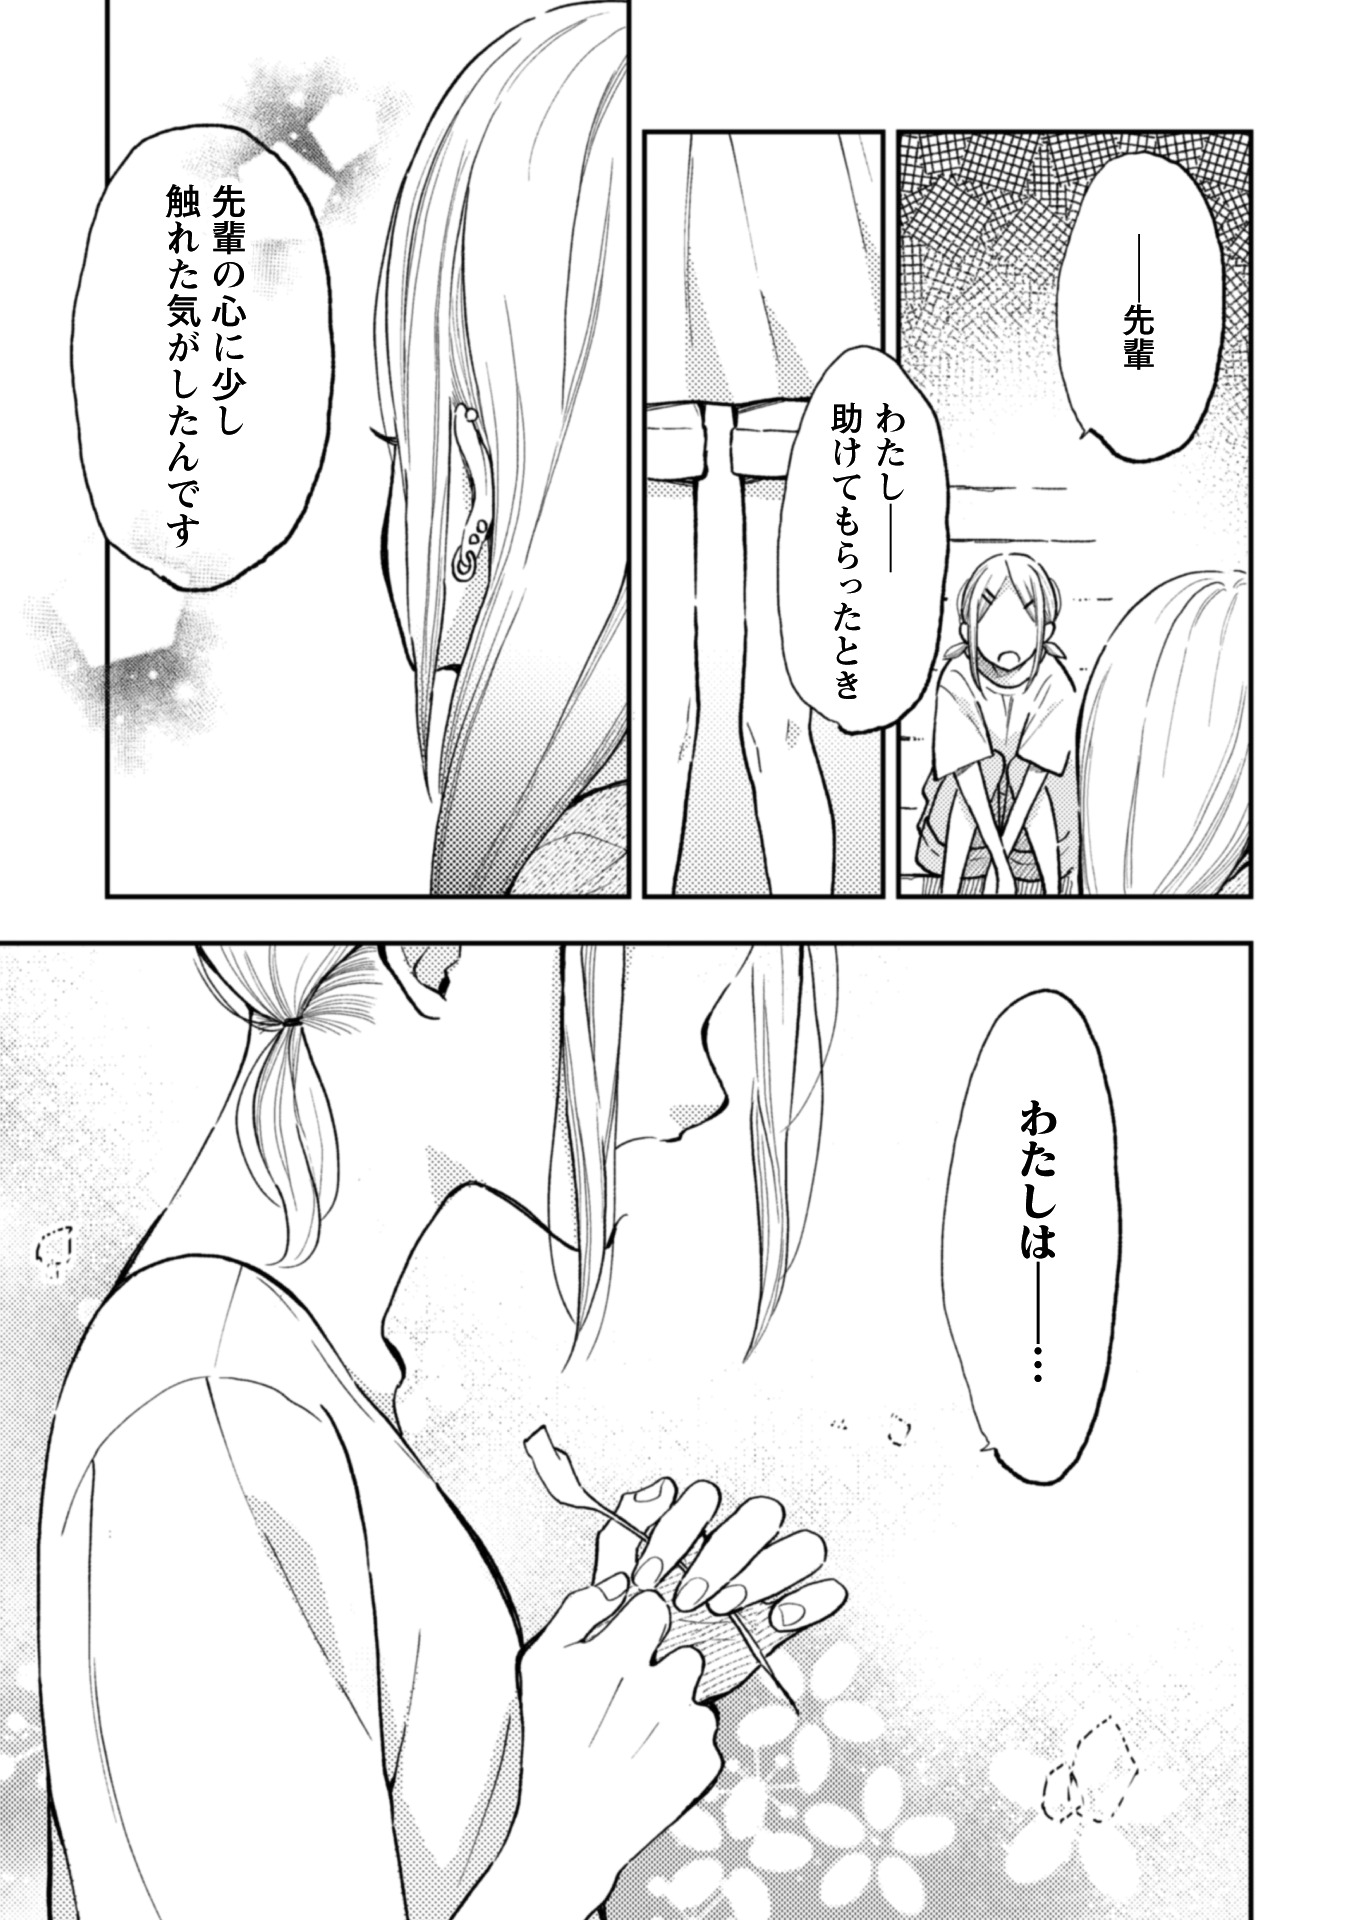 ――先輩
わたし――
助けてもらったとき
先輩の心に少し
触れた気がしたんです
わたしは――…